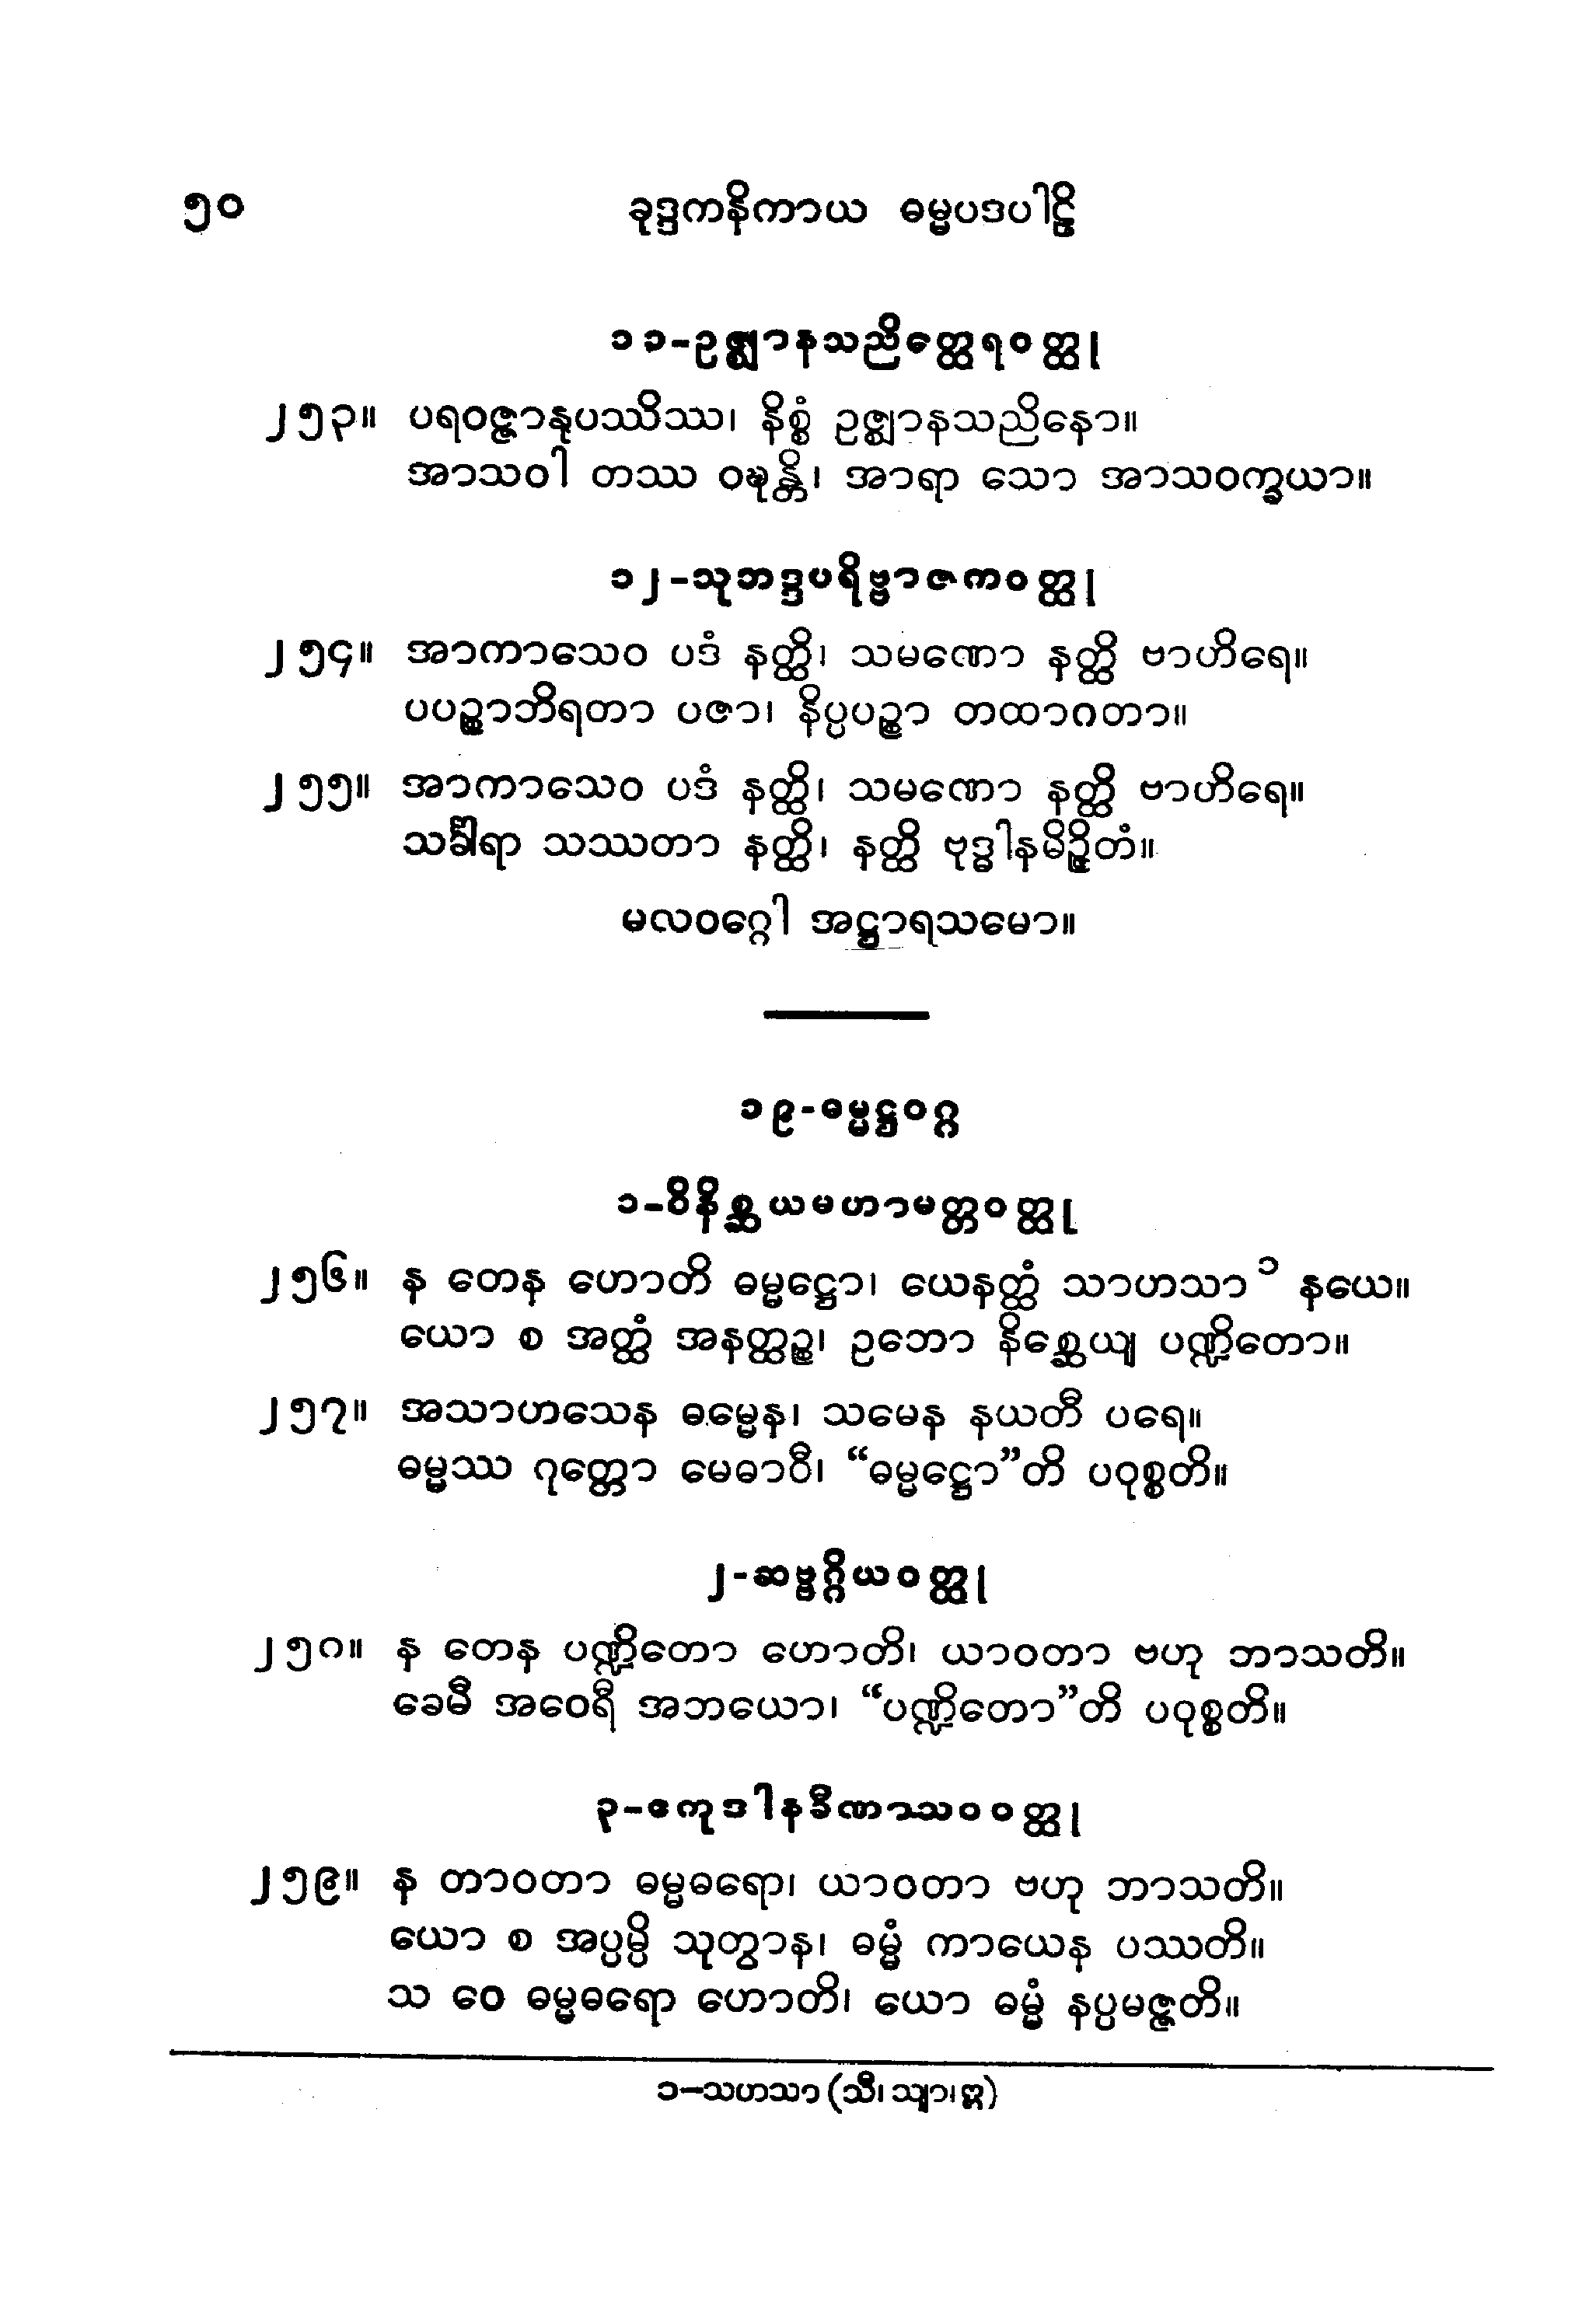 ၅၀ ခုဒ္ဒကနိကာယ ဓမ္မပဒပါဠိ
၁၁-ဥဇ္ဈာနသညိတ္ထေရဝတ္ထု
၂၅၃။ ပရဝဇ္ဇာနုပဿိဿ၊ နိစ္စံ ဥဇ္ဈာနသညိနော။
အာသဝါ တဿ ဝဍ္ဎန္တိ၊ အာရာ သော အာသဝက္ခယာ။
၁၂-သုဘဒ္ဒပရိဗ္ဗာဇကဝတ္ထု
၂၅၄။ အာကာသေဝ ပဒံ နတ္ထိ၊ သမဏော နတ္ထိ ဗာဟိရေ။
ပပဉ္စာဘိရတာ ပဇာ၊ နိပ္ပပဉ္စာ တထာဂတာ။
၂၅၅။ အာကာသေဝ ပဒံ နတ္ထိ၊ သမဏော နတ္ထိ ဗာဟိရေ။
သင်္ခါရာ သဿတာ နတ္ထိ၊ နတ္ထိ ဗုဒ္ဓါနမိဉ္ဇိတံ။
မလဝဂ္ဂေါ အဋ္ဌာရသမော။
၁၉-ဓမ္မဋ္ဌဝဂ္ဂ
၁-ဝိနိစ္ဆယမဟာမတ္တဝတ္ထု
၂၅၆။ န တေန ဟောတိ ဓမ္မဋ္ဌော၊ ယေနတ္ထံ သာဟသာ ၁ နယေ။
ယော စ အတ္ထံ အနတ္ထဉ္စ၊ ဥဘော နိစ္ဆေယျ ပဏ္ဍိတော။
၂၅၇။ အသာဟသေန ဓမ္မေန၊ သမေန နယတီ ပရေ။
ဓမ္မဿ ဂုတ္တော မေဓာဝီ၊ “ဓမ္မဋ္ဌော”တိ ပဝုစ္စတိ။
၂-ဆဗ္ဗဂ္ဂိယဝတ္ထု
၂၅၈။ န တေန ပဏ္ဍိတော ဟောတိ၊ ယာဝတာ ဗဟု ဘာသတိ။
ခေမီ အဝေရီ အဘယော၊ “ပဏ္ဍိတော”တိ ပဝုစ္စတိ။
၃-ဧကုဒါနခီဏာသဝဝတ္ထု
၂၅၉။ န တာဝတာ ဓမ္မဓရော၊ ယာဝတာ ဗဟု ဘာသတိ။
ယော စ အပ္ပမ္ပိ သုတွာန၊ ဓမ္မံ ကာယေန ပဿတိ။
သ ဝေ ဓမ္မဓရော ဟောတိ၊ ယော ဓမ္မံ နပ္ပမဇ္ဇတိ။
၁–သဟသာ (သီ၊ သျာ၊ က)